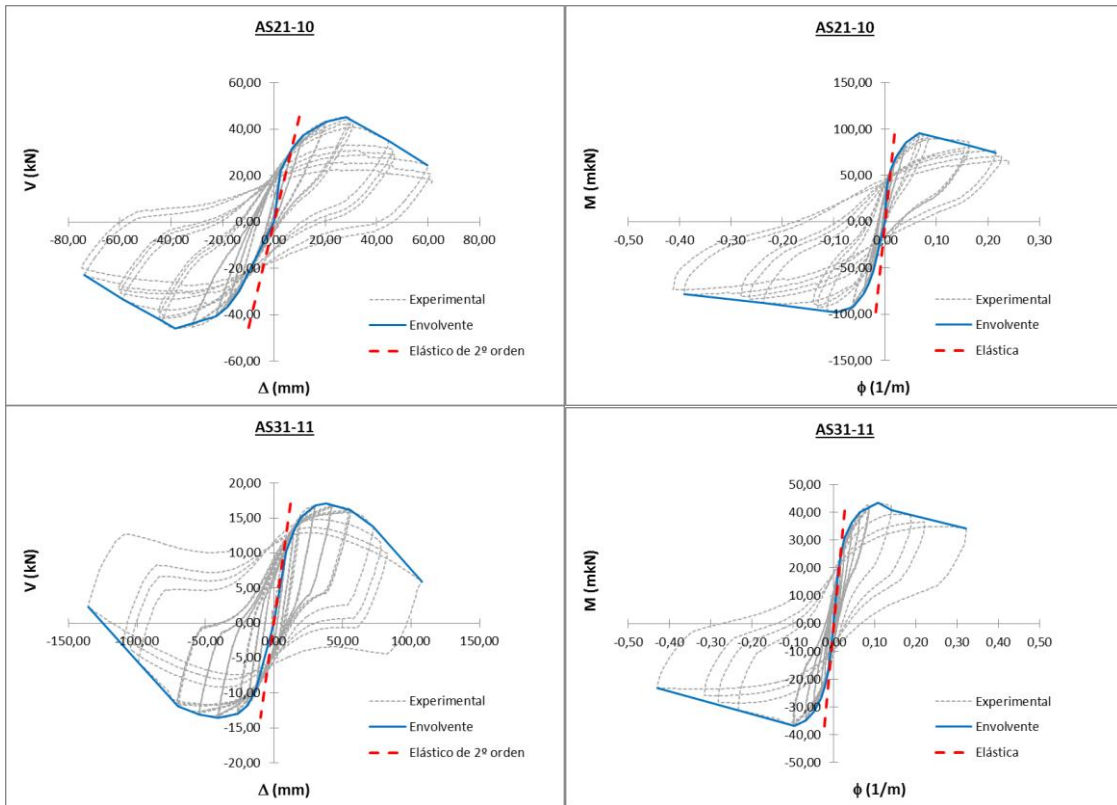 AS21-10
V (kN)
60,00
40,00
20,00
0,00
-20,00
-40,00
-60,00
-80,00 -60,00 -40,00 -20,00 0,00 20,00 40,00 60,00 80,00
Experimental
Envolvente
Elástico de 2º orden
Δ (mm)
AS21-10
M (mkN)
150,00
100,00
50,00
0,00
-50,00
-100,00
-150,00
-0,50 -0,40 -0,30 -0,20 -0,10 0,00 0,10 0,20 0,30
Experimental
Envolvente
Elástica
ϕ (1/m)
AS31-11
V (kN)
20,00
15,00
10,00
5,00
0,00
-5,00
-10,00
-15,00
-20,00
-150,00 -100,00 -50,00 0,00 50,00 100,00 150,00
Experimental
Envolvente
Elástico de 2º orden
Δ (mm)
AS31-11
M (mkN)
50,00
40,00
30,00
20,00
10,00
0,00
-10,00
-20,00
-30,00
-40,00
-50,00
-0,50 -0,40 -0,30 -0,20 -0,10 0,00 0,10 0,20 0,30 0,40 0,50
Experimental
Envolvente
Elástica
ϕ (1/m)